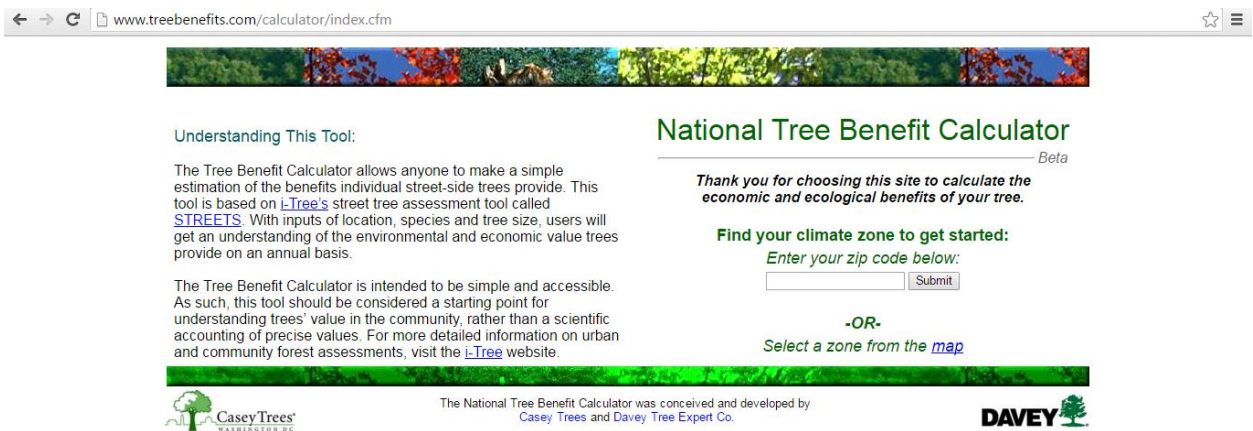 www.treebenefits.com/calculator/index.cfm
Understanding This Tool:
The Tree Benefit Calculator allows anyone to make a simple
estimation of the benefits individual street-side trees provide. This
tool is based on i-Tree's street tree assessment tool called
STREETS. With inputs of location, species and tree size, users will
get an understanding of the environmental and economic value trees
provide on an annual basis.
The Tree Benefit Calculator is intended to be simple and accessible.
As such, this tool should be considered a starting point for
understanding trees' value in the community, rather than a scientific
accounting of precise values. For more detailed information on urban
and community forest assessments, visit the i-Tree website.
National Tree Benefit Calculator
Beta
Thank you for choosing this site to calculate the
economic and ecological benefits of your tree.
Find your climate zone to get started:
Enter your zip code below:
Submit
-OR-
Select a zone from the map
Casey Trees
WASHINGTON DC
The National Tree Benefit Calculator was conceived and developed by
Casey Trees and Davey Tree Expert Co.
DAVEY